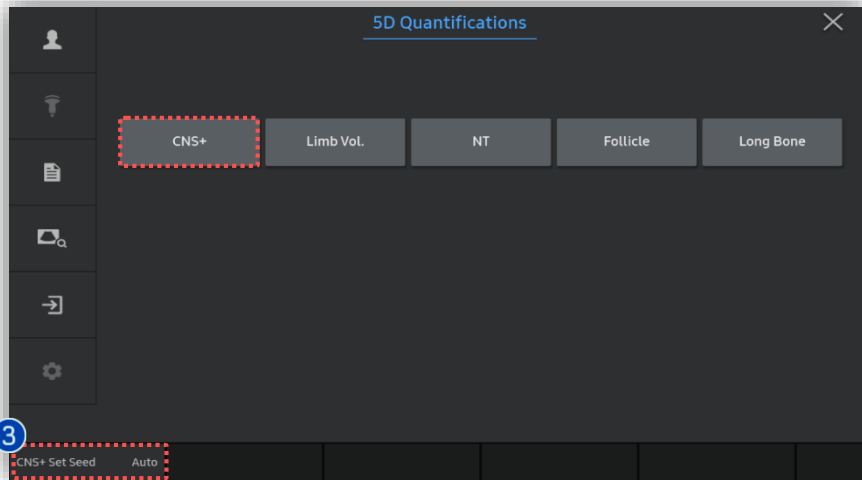 5D Quantifications
CNS+ Limb Vol. NT Follicle Long Bone
3
CNS+ Set Seed Auto